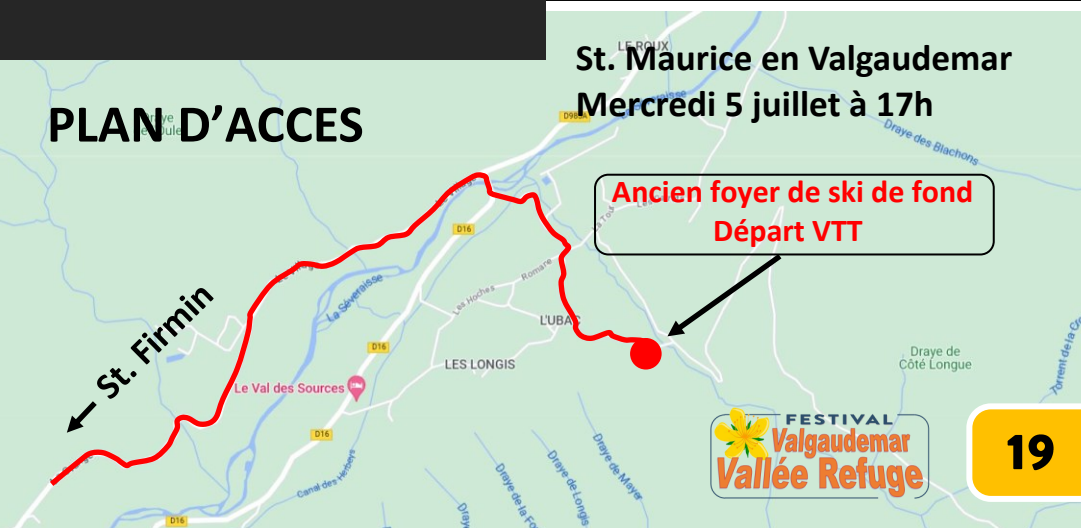 St. Maurice en Valgaudemar
Mercredi 5 juillet à 17h
PLAN D’ACCES
LE ROUX
Draye des Blachons
Ancien foyer de ski de fond
Départ VTT
D16
La Séveraisse
Romare
Les Hoches
L'UBAC
St. Firmin
D16
LES LONGIS
Draye de
Côté Longue
Le Val des Sources
D16
Canal des Herbert
Draye de Mayer
Draye de Longis
D16
FESTIVAL
Valgaudemar
Vallée Refuge
19